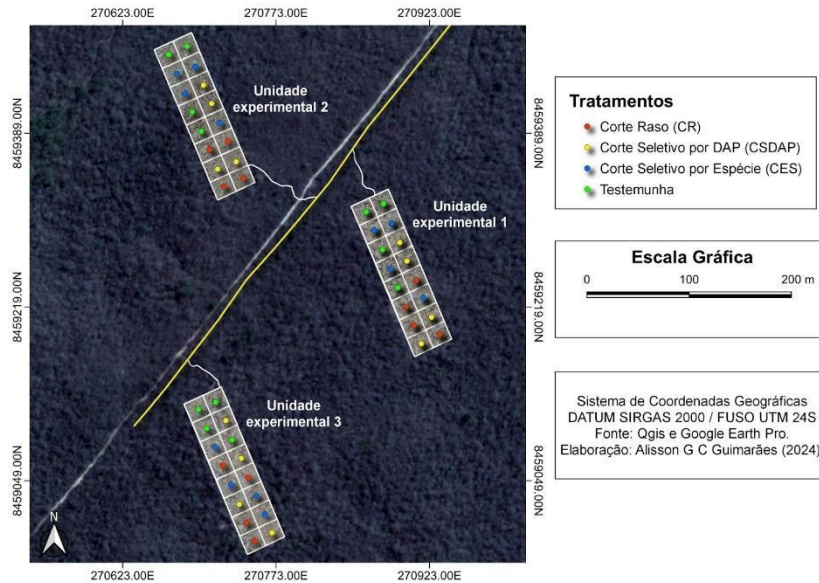 270623.00E 270773.00E 270923.00E
8459389.00N
8459219.00N
8459049.00N
Unidade
experimental 2
Unidade
experimental 1
Unidade
experimental 3
N
8459389.00N
8459219.00N
8459049.00N
270623.00E 270773.00E 270923.00E
Tratamentos
Corte Raso (CR)
Corte Seletivo por DAP (CSDAP)
Corte Seletivo por Espécie (CES)
Testemunha
Escala Gráfica
0 100 200 m
Sistema de Coordenadas Geográficas
DATUM SIRGAS 2000 / FUSO UTM 24S
Fonte: Qgis e Google Earth Pro.
Elaboração: Alisson G C Guimarães (2024)